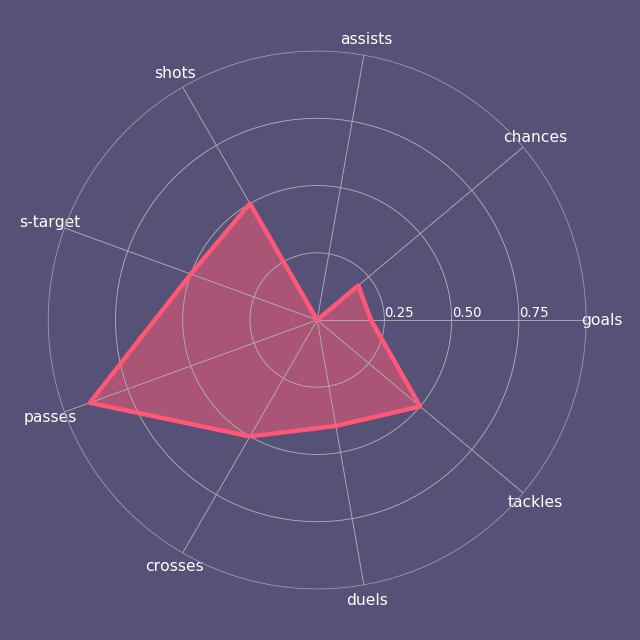 assists
shots
chances
s-target
0.25 0.50 0.75
goals
passes
tackles
crosses
duels